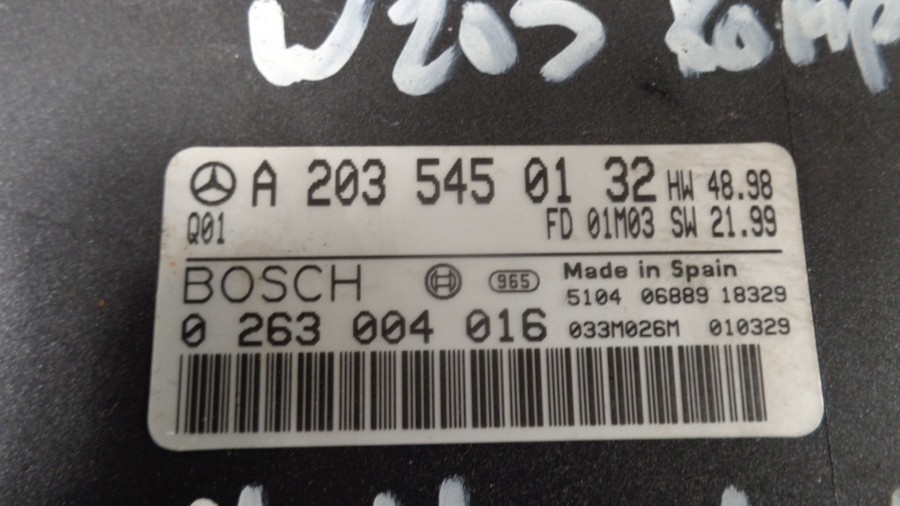 W203 Komp
A 203 545 01 32 HW 48.98
Q01 FD 01M03 SW 21.99
BOSCH 965 Made in Spain
5104 06889 18329
0 263 004 016 033M026M 010329